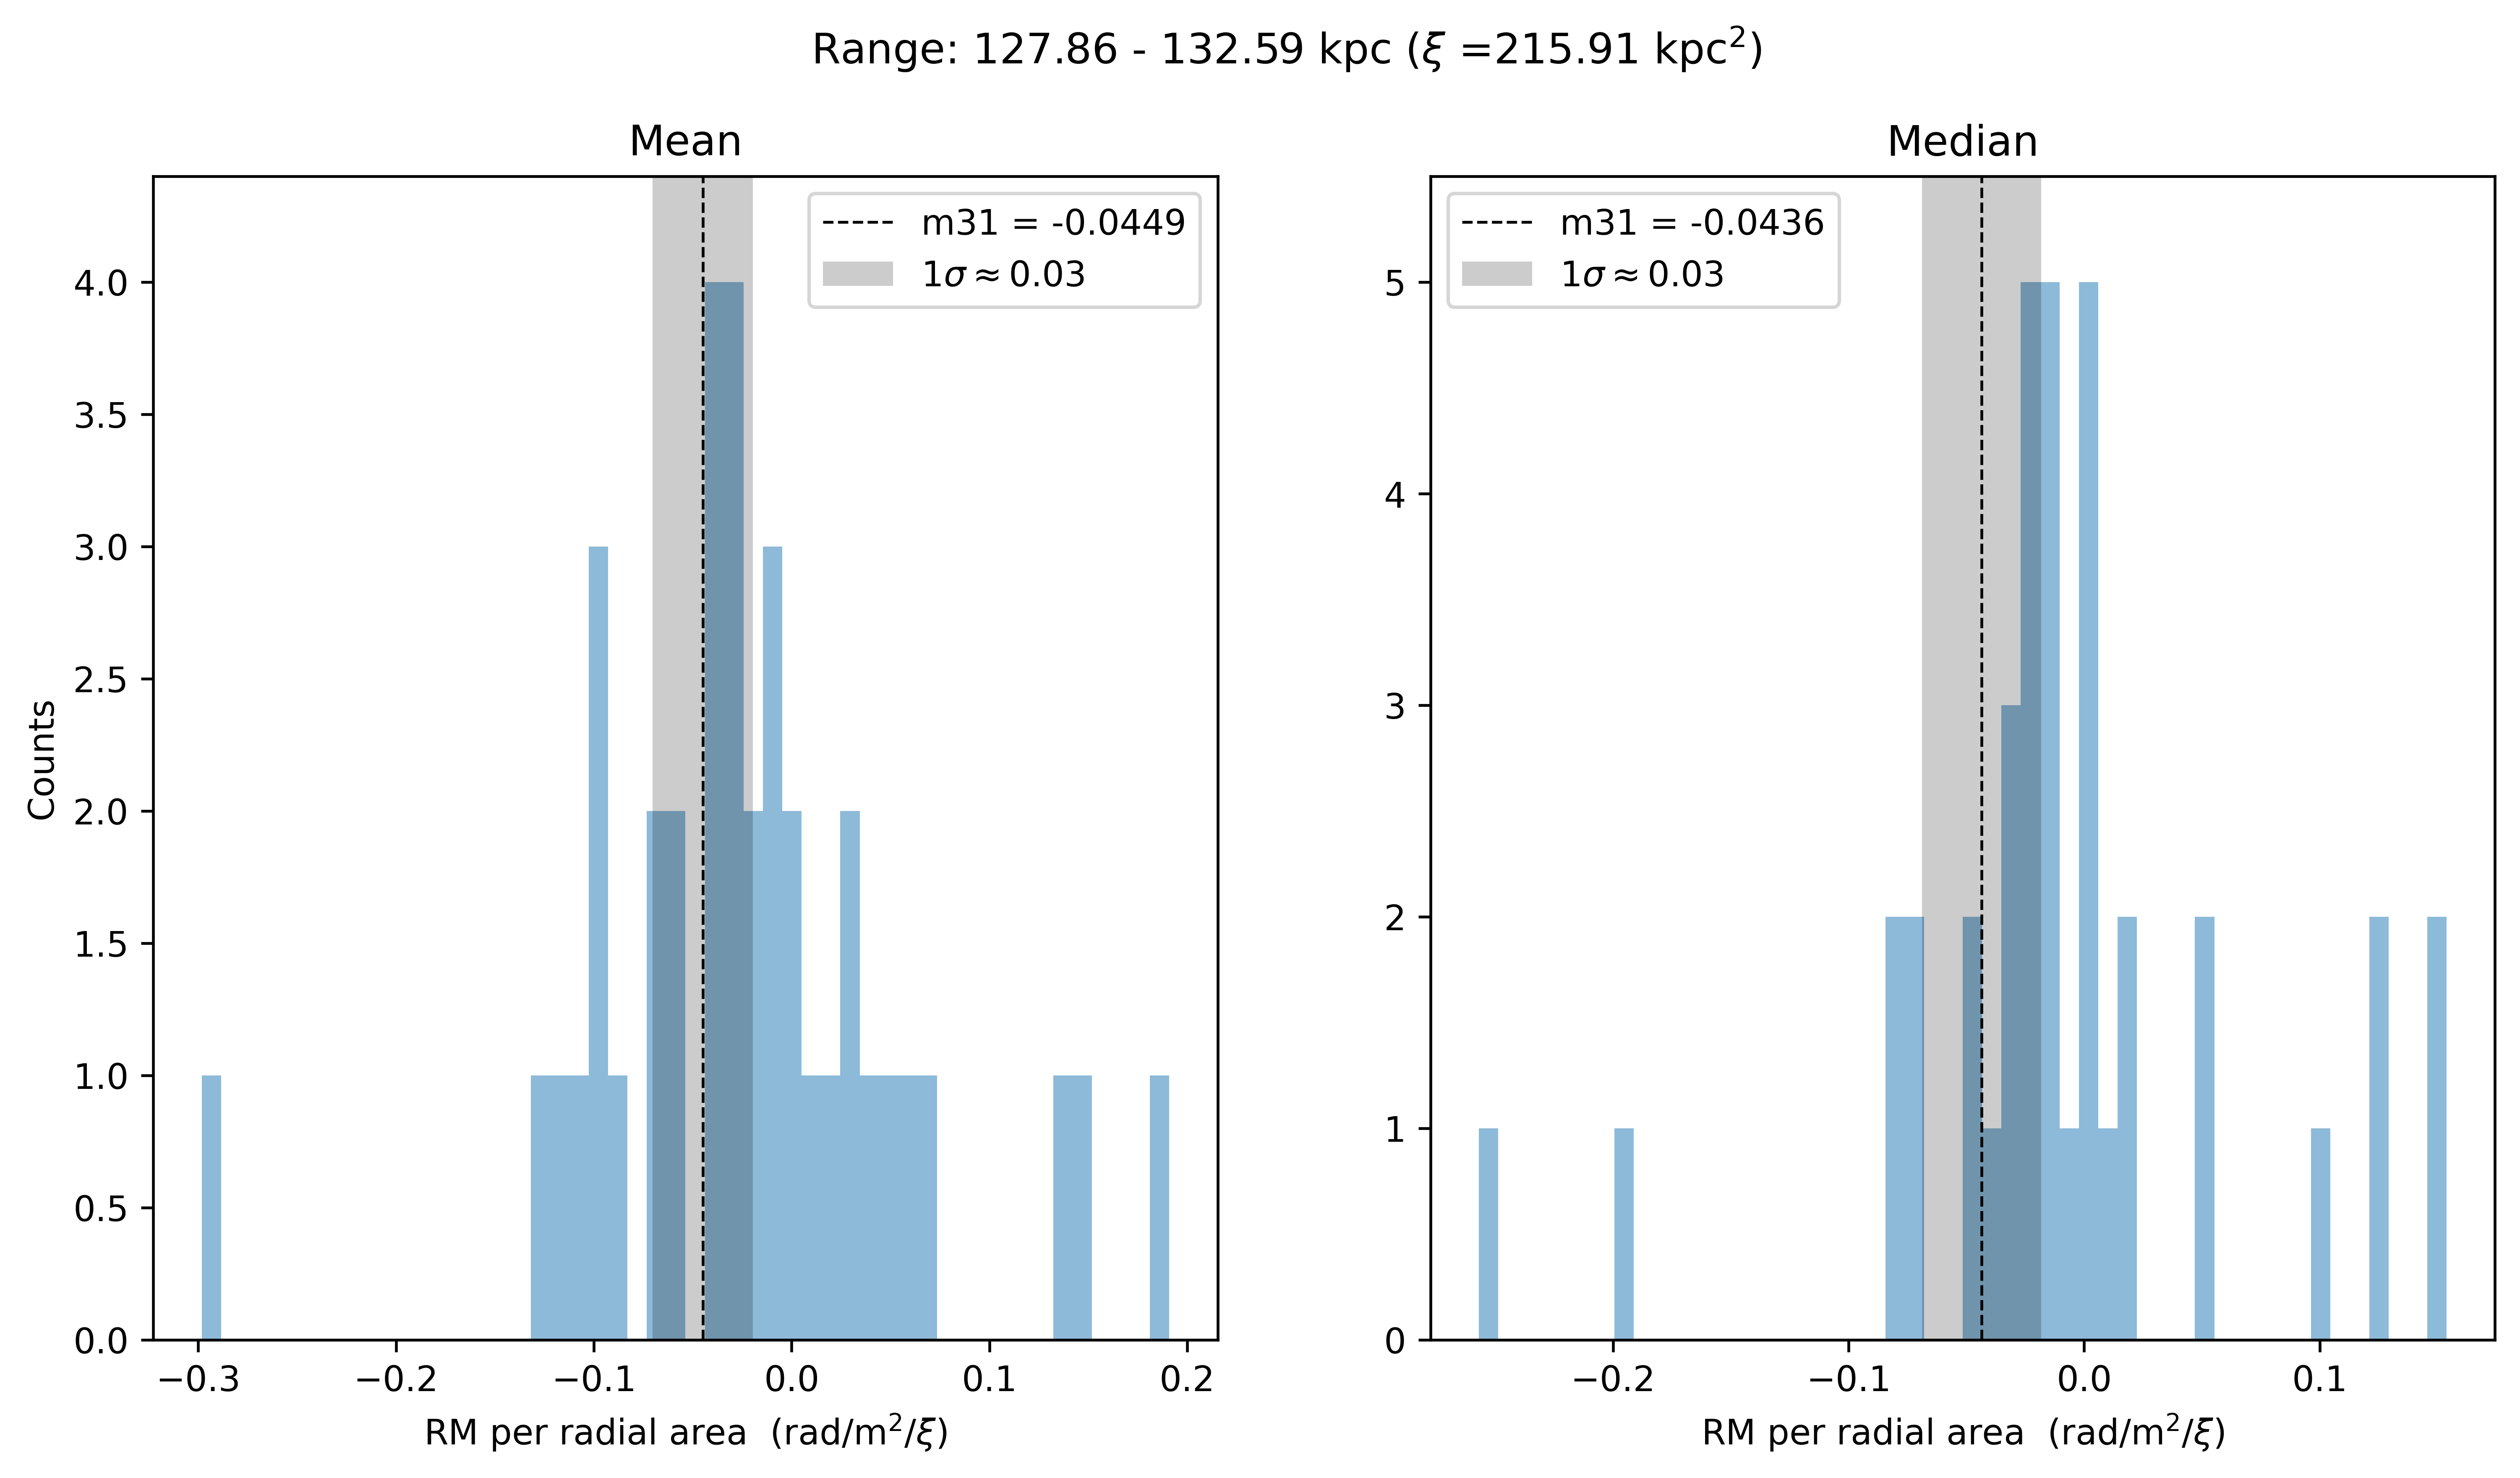 Range: 127.86 - 132.59 kpc (ξ =215.91 kpc²)
Mean
m31 = -0.0449
1σ ≈ 0.03
4.0
3.5
3.0
2.5
2.0
1.5
1.0
0.5
0.0
Counts
−0.3 −0.2 −0.1 0.0 0.1 0.2
RM per radial area (rad/m²/ξ)
Median
m31 = -0.0436
1σ ≈ 0.03
5
4
3
2
1
0
−0.2 −0.1 0.0 0.1
RM per radial area (rad/m²/ξ)